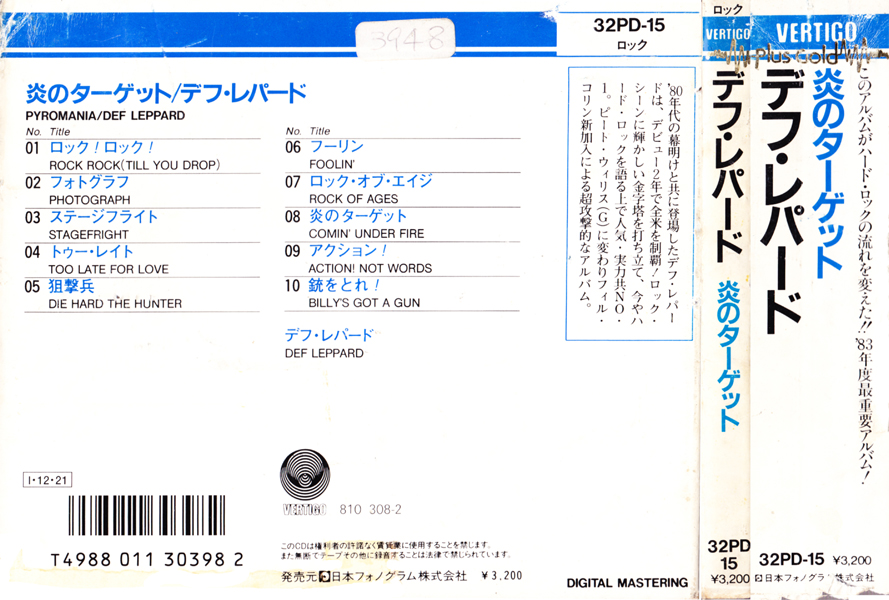 3948
炎のターゲット/デフ・レパード
PYROMANIA/DEF LEPPARD
No. Title
01 ロック！ロック！
ROCK ROCK(TILL YOU DROP)
02 フォトグラフ
PHOTOGRAPH
03 ステージフライト
STAGEFRIGHT
04 トゥー・レイト
TOO LATE FOR LOVE
05 狙撃兵
DIE HARD THE HUNTER
No. Title
06 フーリン
FOOLIN'
07 ロック・オブ・エイジ
ROCK OF AGES
08 炎のターゲット
COMIN' UNDER FIRE
09 アクション！
ACTION! NOT WORDS
10 銃をとれ！
BILLY'S GOT A GUN
デフ・レパード
DEF LEPPARD
I・12・21
T4988 011 30398 2
VERTIGO 810 308-2
このCDは権利者の許諾なく賃貸業に使用することを禁じます。
また無断でテープその他に録音することは法律で禁じられています。
発売元 日本フォノグラム株式会社 ¥3,200
32PD-15
ロック
'80年代の幕明けと共に登場したデフ・レパー
ドは、デビュー2年で全米を制覇！ロック・
シーンに輝かしい金字塔を打ち立て、今やハ
ード・ロックを語る上で人気・実力共NO・
1。ピート・ウィリス(G)に変わりフィル・
コリン新加入による超攻撃的なアルバム。
DIGITAL MASTERING
ロック
VERTIGO
デフ・レパード 炎のターゲット
32PD
15
¥3,200
VERTIGO
plus gold
このアルバムがハード・ロックの流れを変えた!!'83年度最重要アルバム！
炎のターゲット
デフ・レパード
32PD-15 ¥3,200
日本フォノグラム株式会社